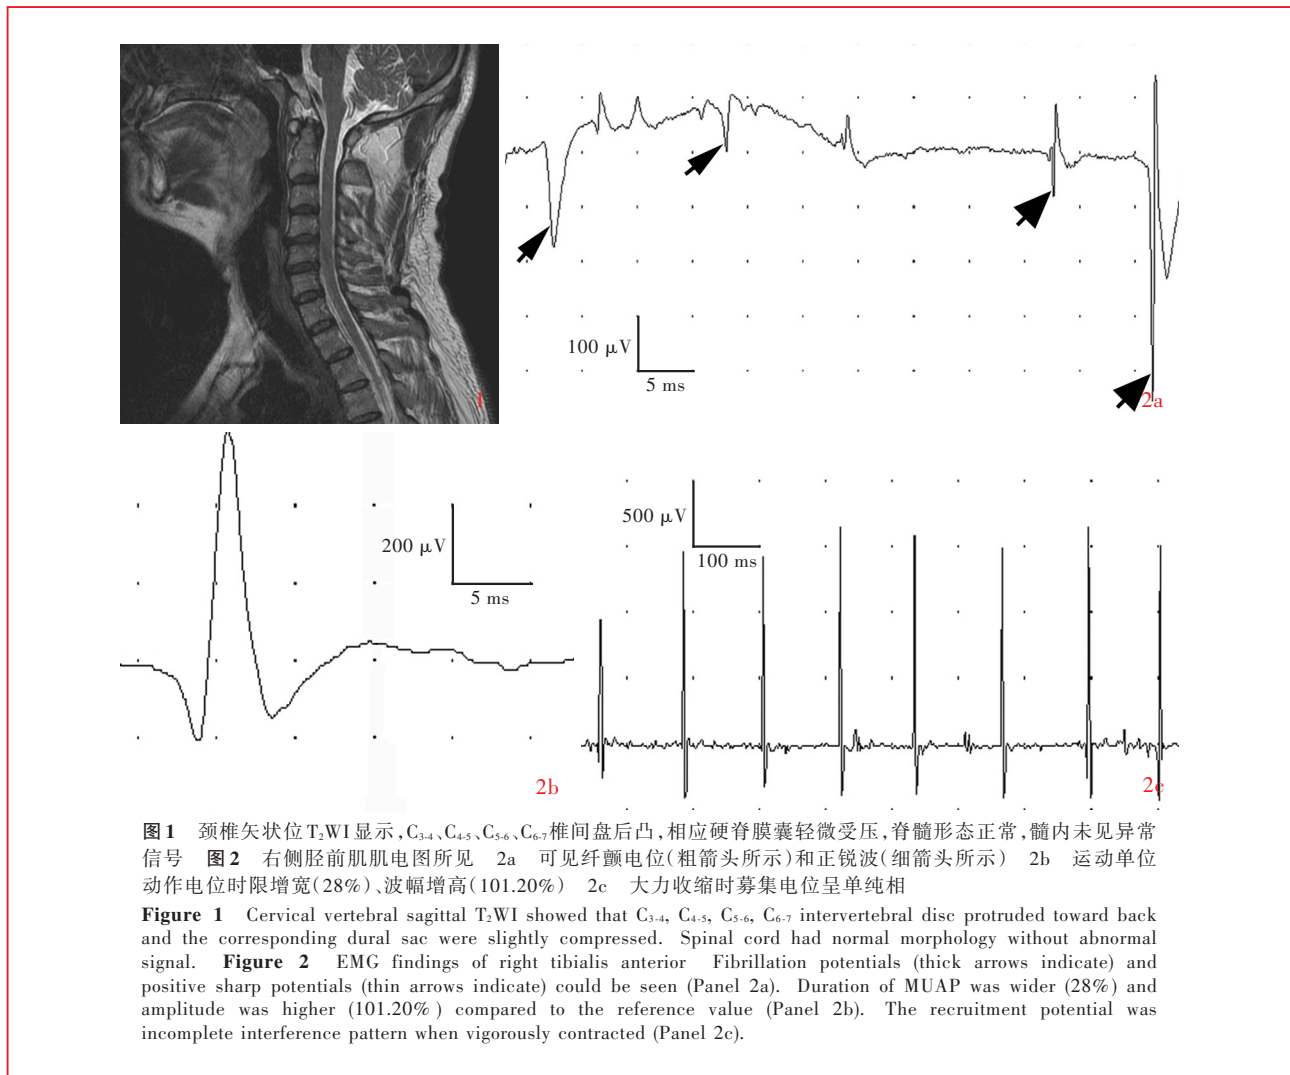 1
100 μV
5 ms
2a
200 μV
5 ms
2b
500 μV
100 ms
2c
图1 颈椎矢状位T₂WI显示,C₃₋₄、C₄₋₅、C₅₋₆、C₆₋₇椎间盘后凸,相应硬脊膜囊轻微受压,脊髓形态正常,髓内未见异常
信号 图2 右侧胫前肌肌电图所见 2a 可见纤颤电位(粗箭头所示)和正锐波(细箭头所示) 2b 运动单位
动作电位时限增宽(28%)、波幅增高(101.20%) 2c 大力收缩时募集电位呈单纯相
Figure 1 Cervical vertebral sagittal T₂WI showed that C₃₋₄, C₄₋₅, C₅₋₆, C₆₋₇ intervertebral disc protruded toward back
and the corresponding dural sac were slightly compressed. Spinal cord had normal morphology without abnormal
signal. Figure 2 EMG findings of right tibialis anterior Fibrillation potentials (thick arrows indicate) and
positive sharp potentials (thin arrows indicate) could be seen (Panel 2a). Duration of MUAP was wider (28%) and
amplitude was higher (101.20%) compared to the reference value (Panel 2b). The recruitment potential was
incomplete interference pattern when vigorously contracted (Panel 2c).